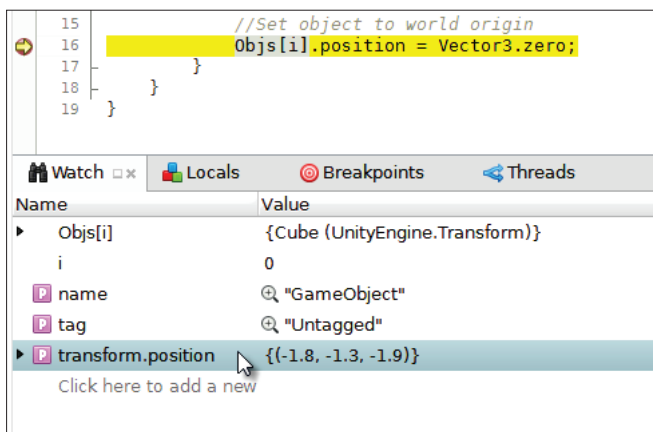 15 //Set object to world origin
16 Objs[i].position = Vector3.zero;
17 }
18 }
19 }
Watch Locals Breakpoints Threads
Name Value
Objs[i] {Cube (UnityEngine.Transform)}
i 0
P name "GameObject"
P tag "Untagged"
P transform.position {(-1.8, -1.3, -1.9)}
Click here to add a new